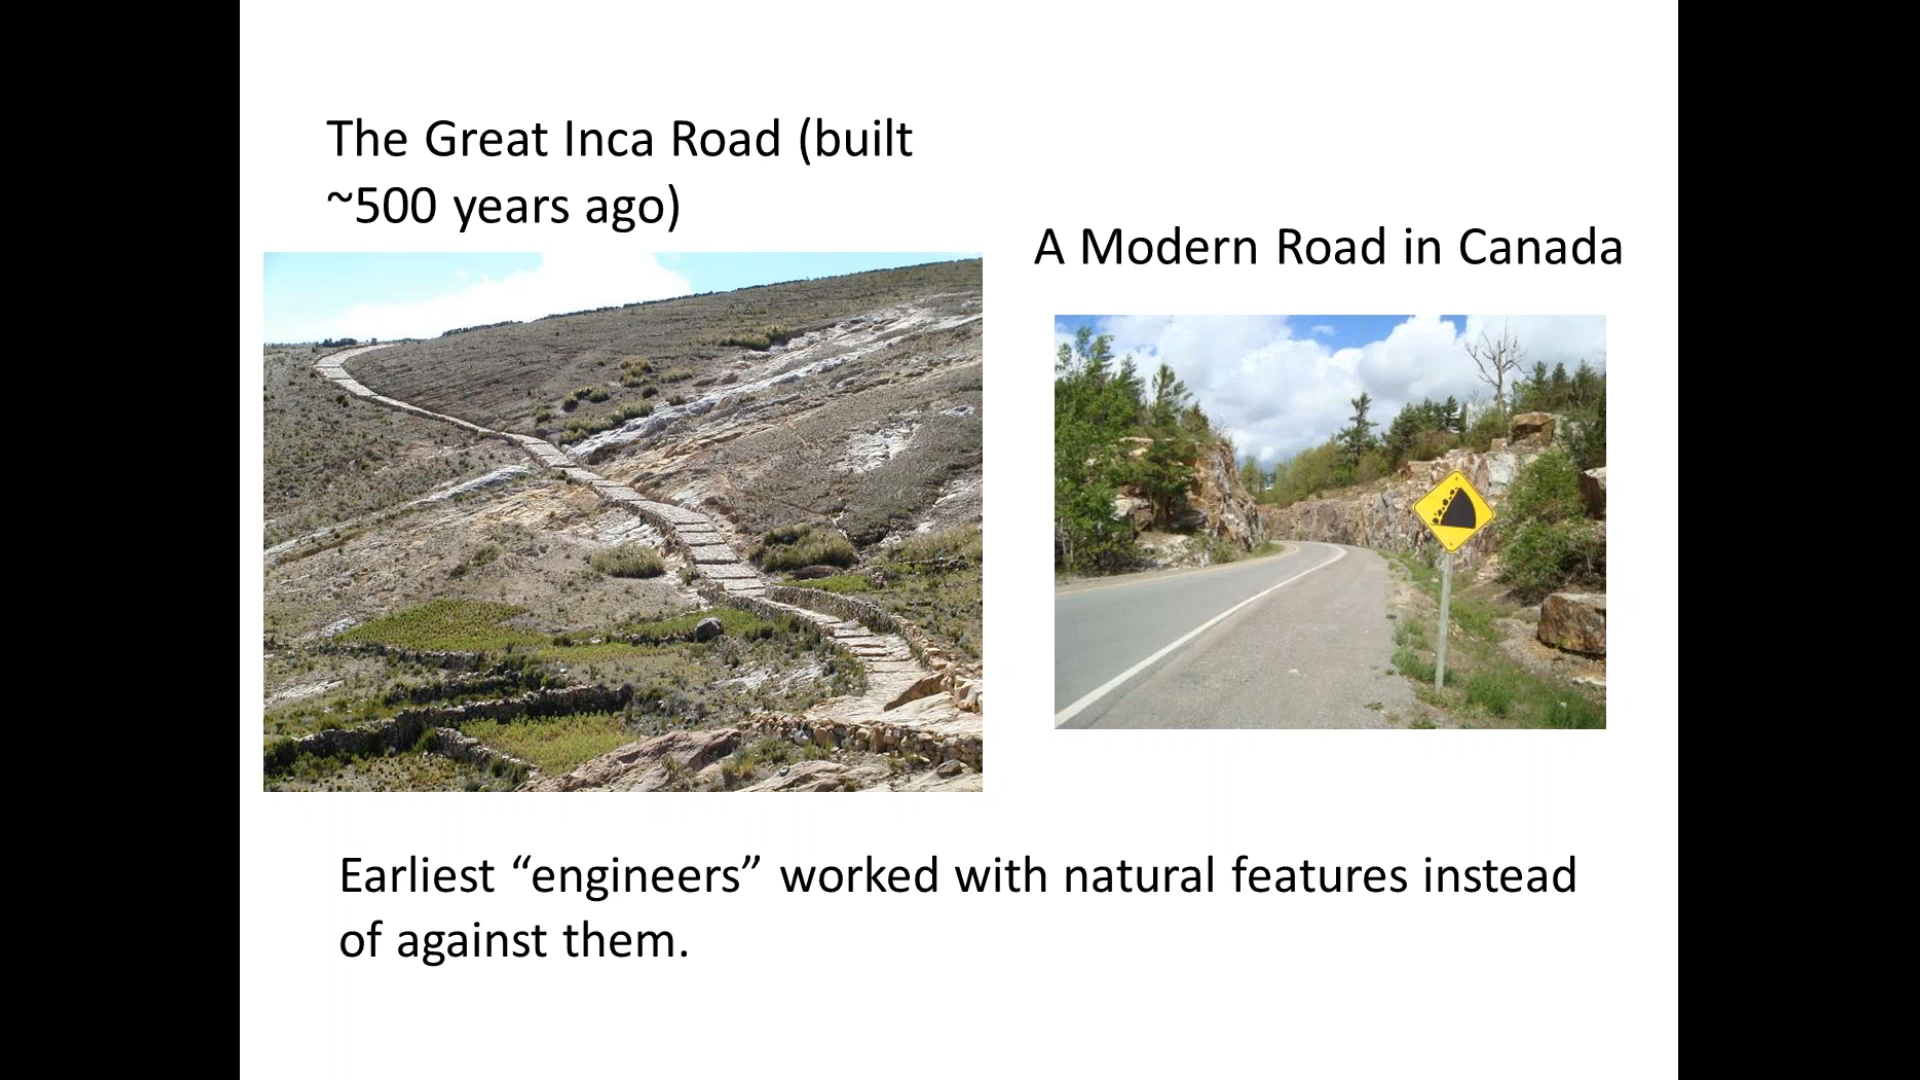 The Great Inca Road (built
~500 years ago)
A Modern Road in Canada
Earliest “engineers” worked with natural features instead
of against them.